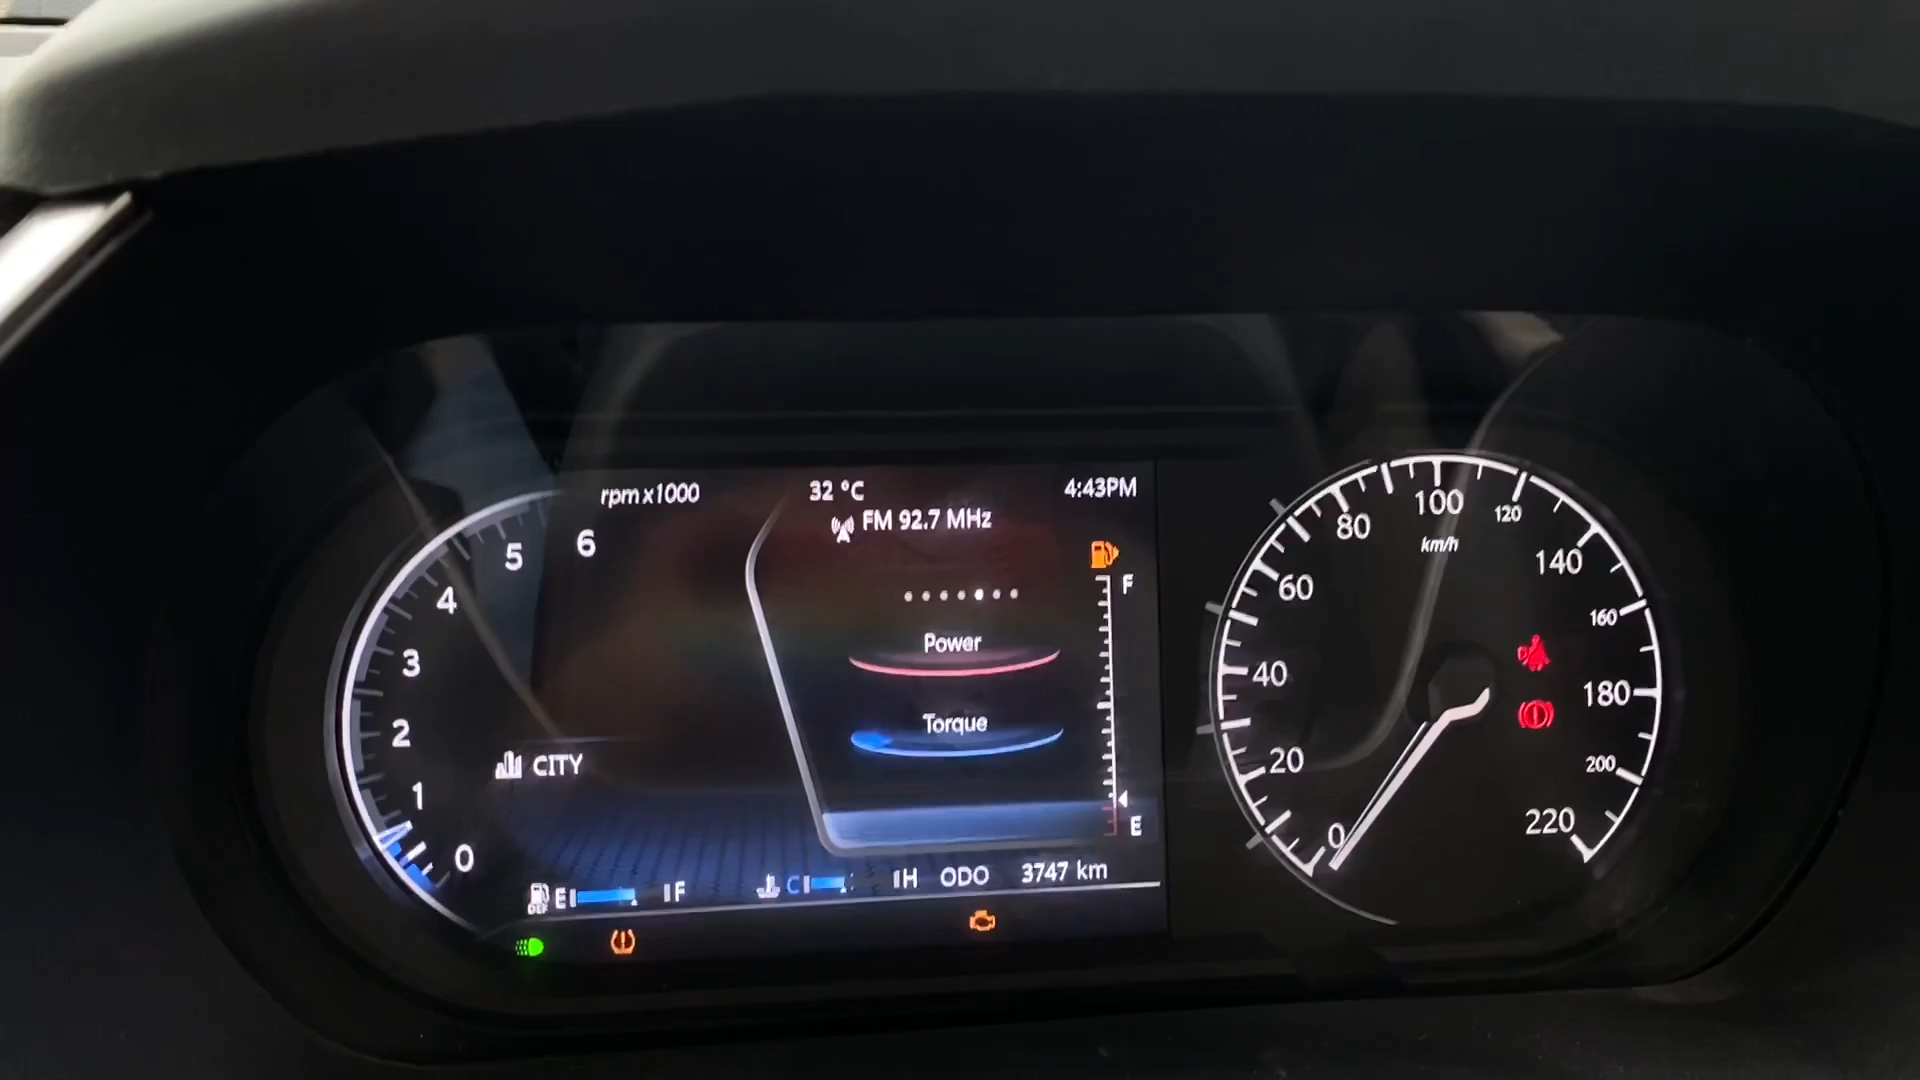 rpm x1000
32 °C
4:43PM
FM 92.7 MHz
6
5
4
3
2
1
0
CITY
Power
Torque
F
E
DEF E F
C H
ODO 3747 km
0
20
40
60
80
100
120
140
160
180
200
220
km/h